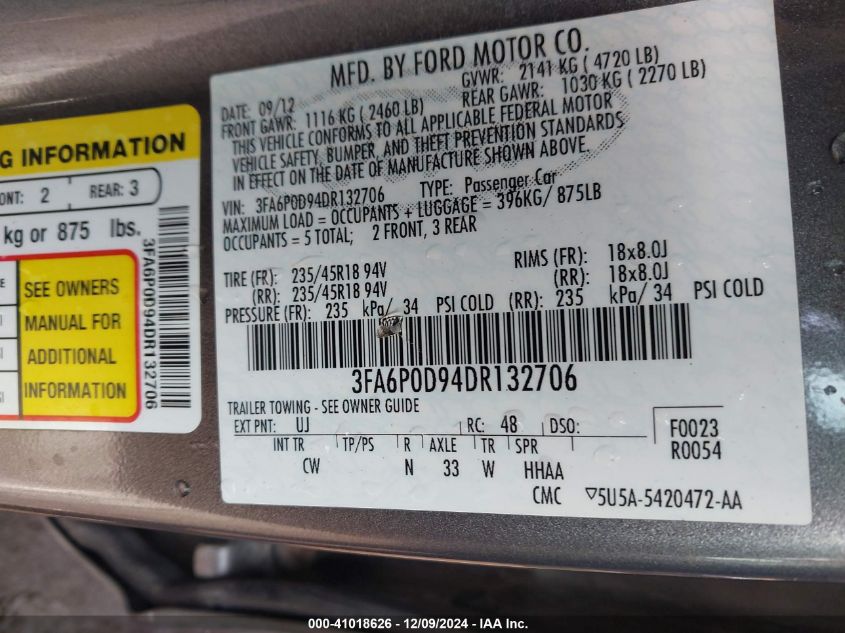 MFD. BY FORD MOTOR CO.
DATE: 09/12 GVWR: 2141 KG ( 4720 LB)
FRONT GAWR: 1116 KG ( 2460 LB) REAR GAWR: 1030 KG ( 2270 LB)
THIS VEHICLE CONFORMS TO ALL APPLICABLE FEDERAL MOTOR
VEHICLE SAFETY, BUMPER, AND THEFT PREVENTION STANDARDS
IN EFFECT ON THE DATE OF MANUFACTURE SHOWN ABOVE.
VIN: 3FA6P0D94DR132706 TYPE: Passenger Car
MAXIMUM LOAD = OCCUPANTS + LUGGAGE = 396KG/ 875LB
OCCUPANTS = 5 TOTAL; 2 FRONT, 3 REAR
TIRE (FR): 235/45R18 94V RIMS (FR): 18x8.0J
(RR): 235/45R18 94V (RR): 18x8.0J
PRESSURE (FR): 235 kPa/ 34 PSI COLD (RR): 235 kPa/ 34 PSI COLD
3FA6P0D94DR132706
TRAILER TOWING - SEE OWNER GUIDE
EXT PNT: UJ RC: 48 DSO: F0023
INT TR TP/PS R AXLE TR SPR R0054
CW N 33 W HHAA
CMC ▽5U5A-5420472-AA
G INFORMATION
ONT: 2 REAR: 3
kg or 875 lbs.
SEE OWNERS
MANUAL FOR
ADDITIONAL
INFORMATION
3FA6P0D94DR132706
000-41018626 - 12/09/2024 - IAA Inc.